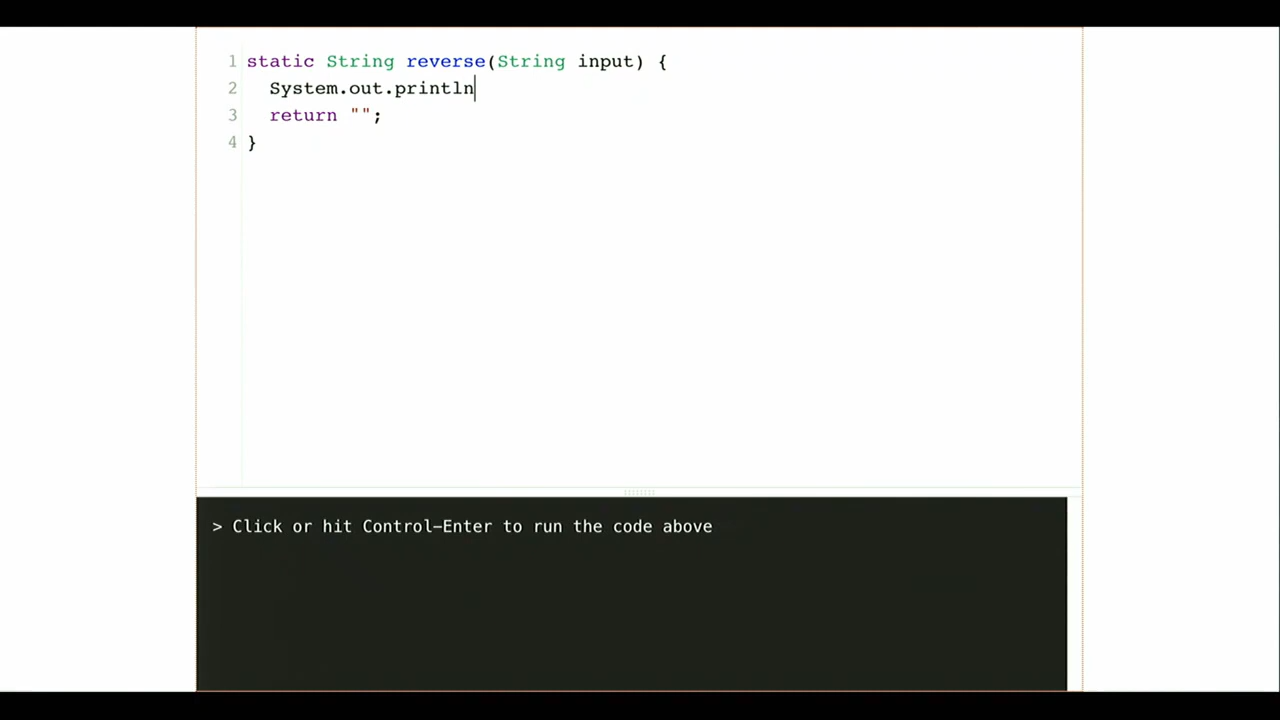 1 static String reverse(String input) {
2   System.out.println
3   return "";
4 }
> Click or hit Control-Enter to run the code above